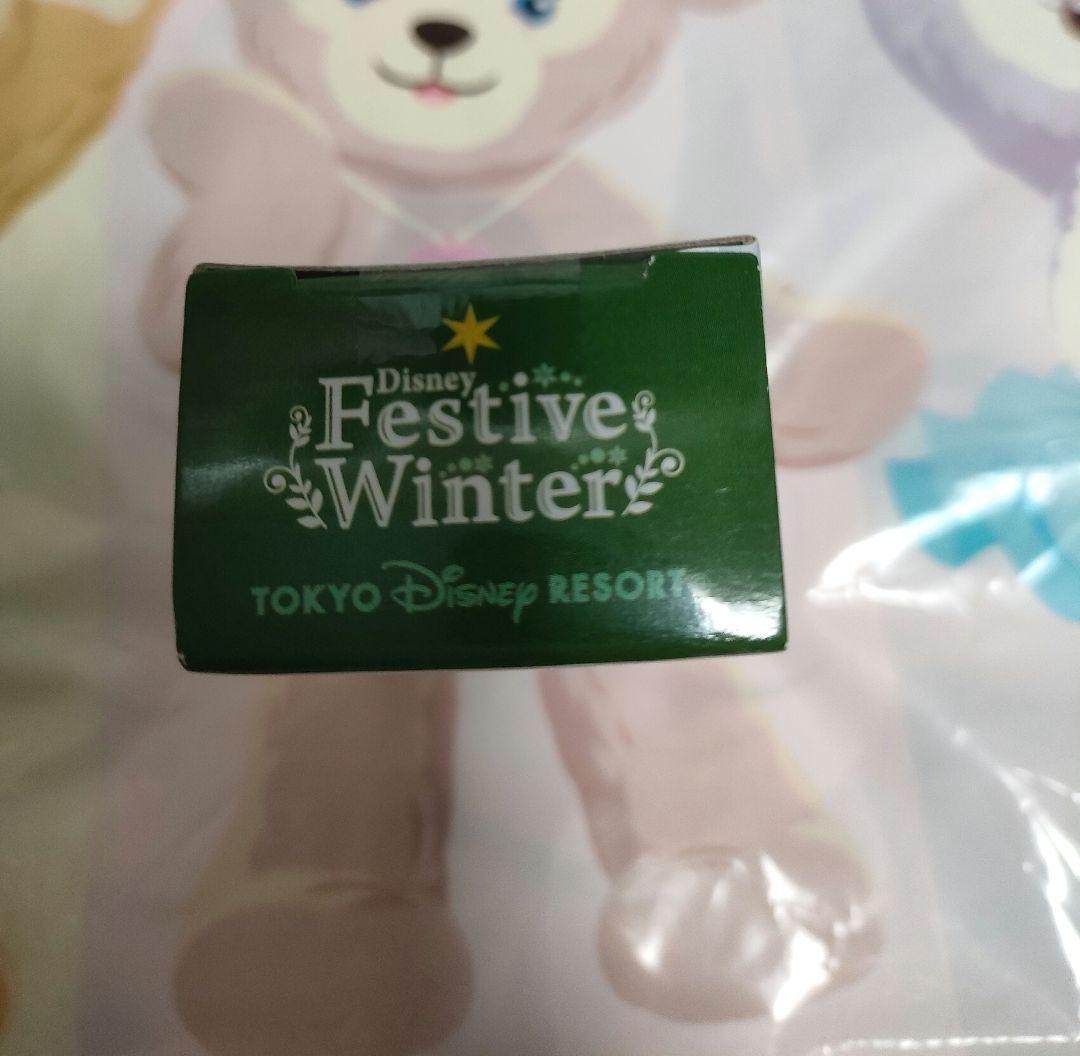 Disney
Festive
Winter
TOKYO Disney RESORT